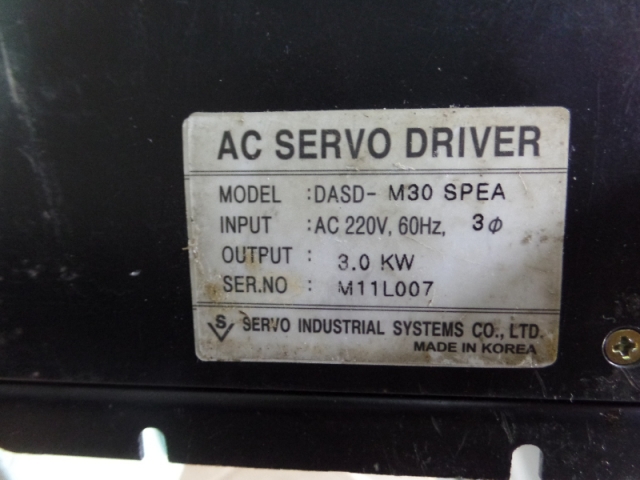 AC SERVO DRIVER
MODEL :DASD- M30 SPEA
INPUT :AC 220V, 60Hz, 3ϕ
OUTPUT : 3.0 KW
SER.NO : M11L007
S SERVO INDUSTRIAL SYSTEMS CO., LTD.
MADE IN KOREA